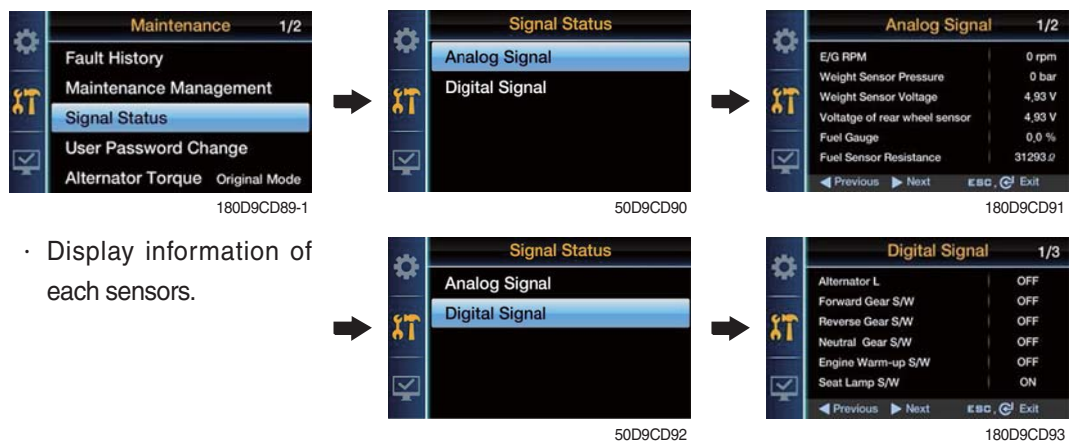 Maintenance 1/2
Fault History
Maintenance Management
Signal Status
User Password Change
Alternator Torque Original Mode
180D9CD89-1
Signal Status
Analog Signal
Digital Signal
50D9CD90
Analog Signal 1/2
E/G RPM 0 rpm
Weight Sensor Pressure 0 bar
Weight Sensor Voltage 4,93 V
Voltatge of rear wheel sensor 4,93 V
Fuel Gauge 0,0 %
Fuel Sensor Resistance 31293 Ω
◀ Previous ▶ Next ESC, Exit
180D9CD91
· Display information of
each sensors.
Signal Status
Analog Signal
Digital Signal
50D9CD92
Digital Signal 1/3
Alternator L OFF
Forward Gear S/W OFF
Reverse Gear S/W OFF
Neutral Gear S/W OFF
Engine Warm-up S/W OFF
Seat Lamp S/W ON
◀ Previous ▶ Next ESC, Exit
180D9CD93